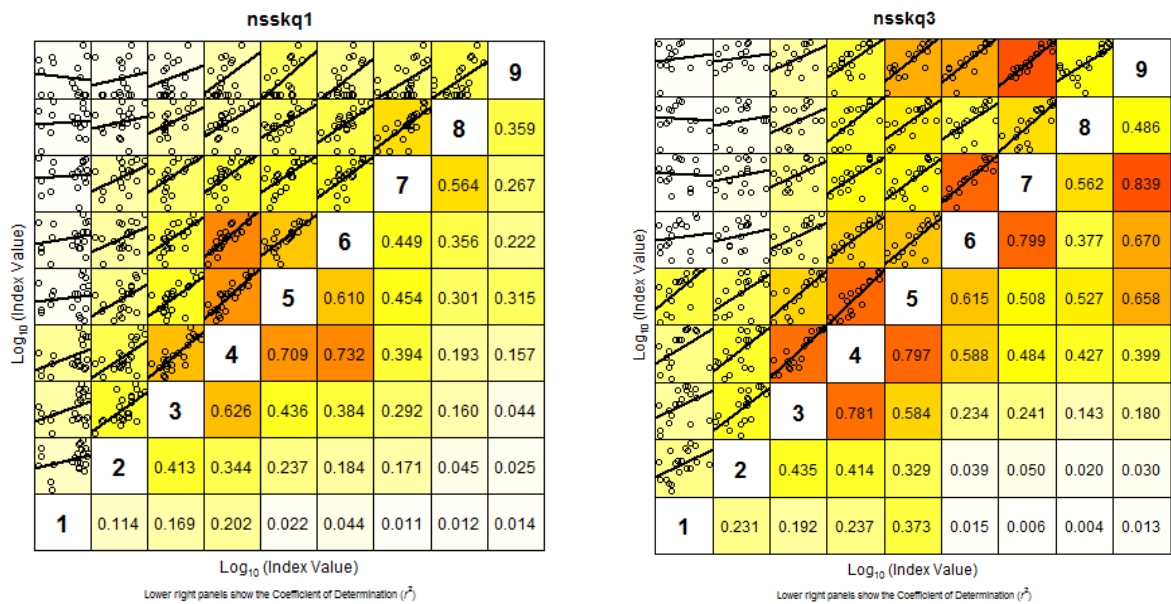 nsskq1
9
8 0.359
7 0.564 0.267
6 0.449 0.356 0.222
5 0.610 0.454 0.301 0.315
4 0.709 0.732 0.394 0.193 0.157
3 0.626 0.436 0.384 0.292 0.160 0.044
2 0.413 0.344 0.237 0.184 0.171 0.045 0.025
1 0.114 0.169 0.202 0.022 0.044 0.011 0.012 0.014
Log10 (Index Value)
Log10 (Index Value)
Lower right panels show the Coefficient of Determination (r²)
nsskq3
9
8 0.486
7 0.562 0.839
6 0.799 0.377 0.670
5 0.615 0.508 0.527 0.658
4 0.797 0.588 0.484 0.427 0.399
3 0.781 0.584 0.234 0.241 0.143 0.180
2 0.435 0.414 0.329 0.039 0.050 0.020 0.030
1 0.231 0.192 0.237 0.373 0.015 0.006 0.004 0.013
Log10 (Index Value)
Log10 (Index Value)
Lower right panels show the Coefficient of Determination (r²)